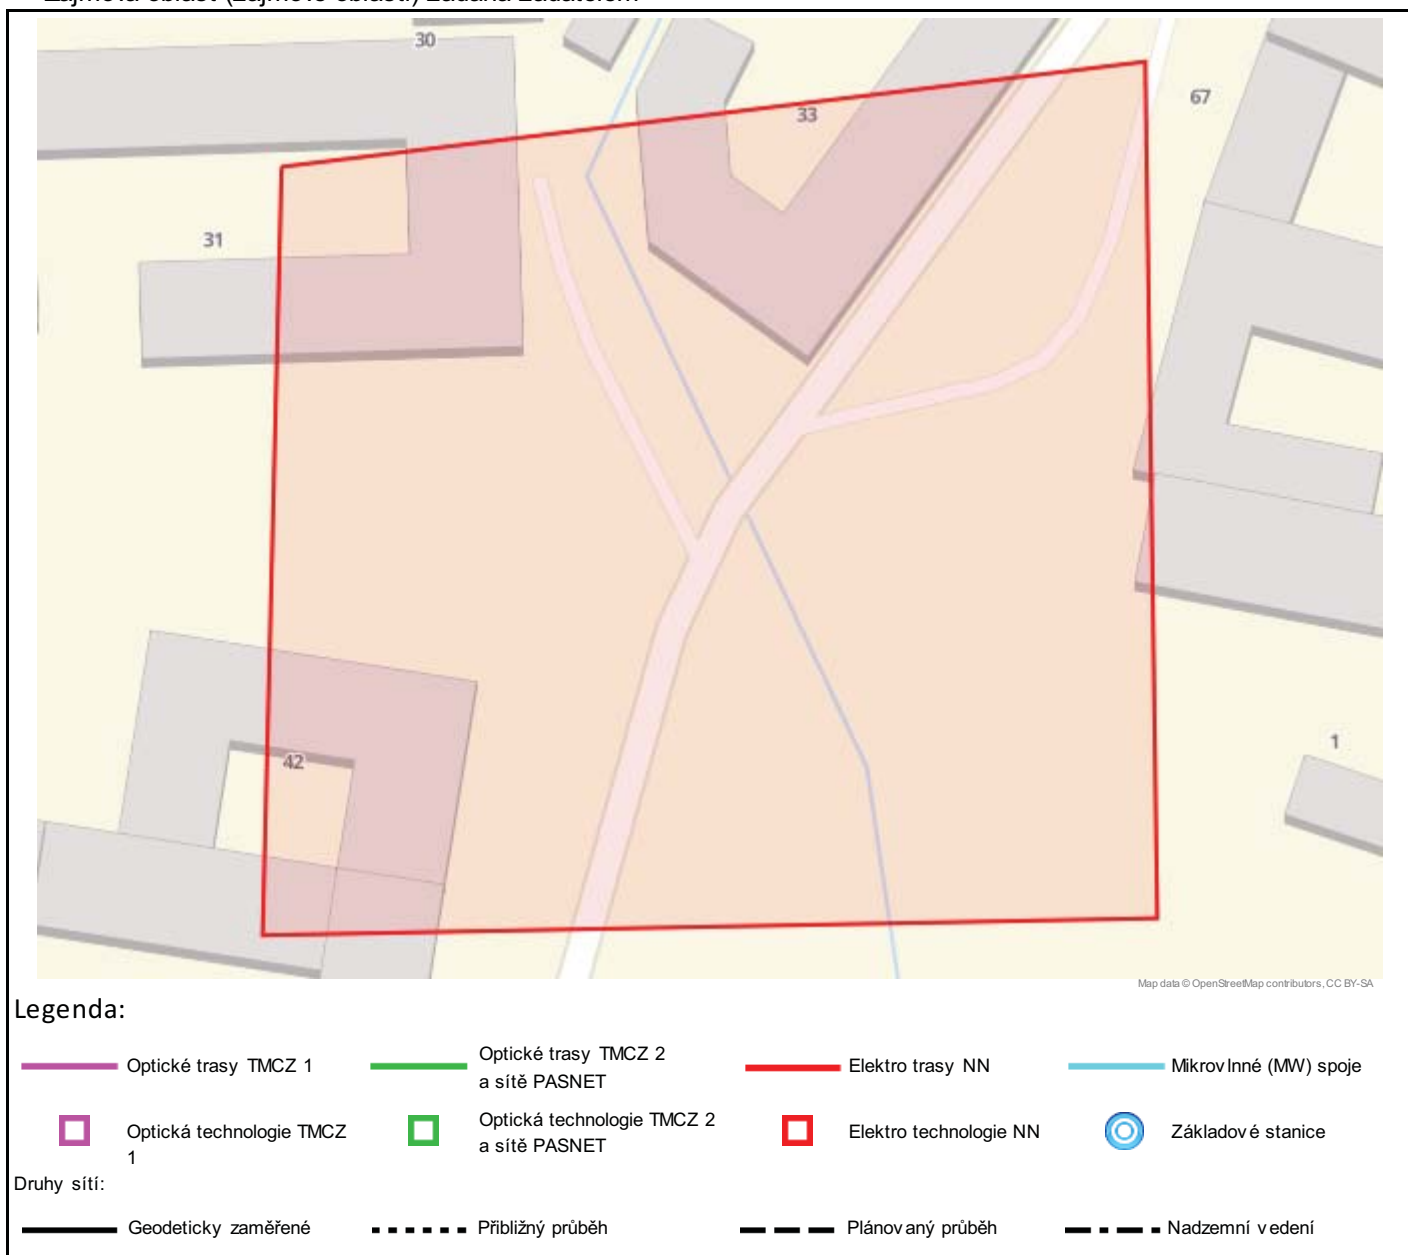 30
33
67
31
42
1
Map data © OpenStreetMap contributors, CC BY-SA
Legenda:
Optické trasy TMCZ 1
Optické trasy TMCZ 2
a sítě PASNET
Elektro trasy NN
Mikrovlnné (MW) spoje
Optická technologie TMCZ
1
Optická technologie TMCZ 2
a sítě PASNET
Elektro technologie NN
Základové stanice
Druhy sítí:
Geodeticky zaměřené
Přibližný průběh
Plánovaný průběh
Nadzemní vedení